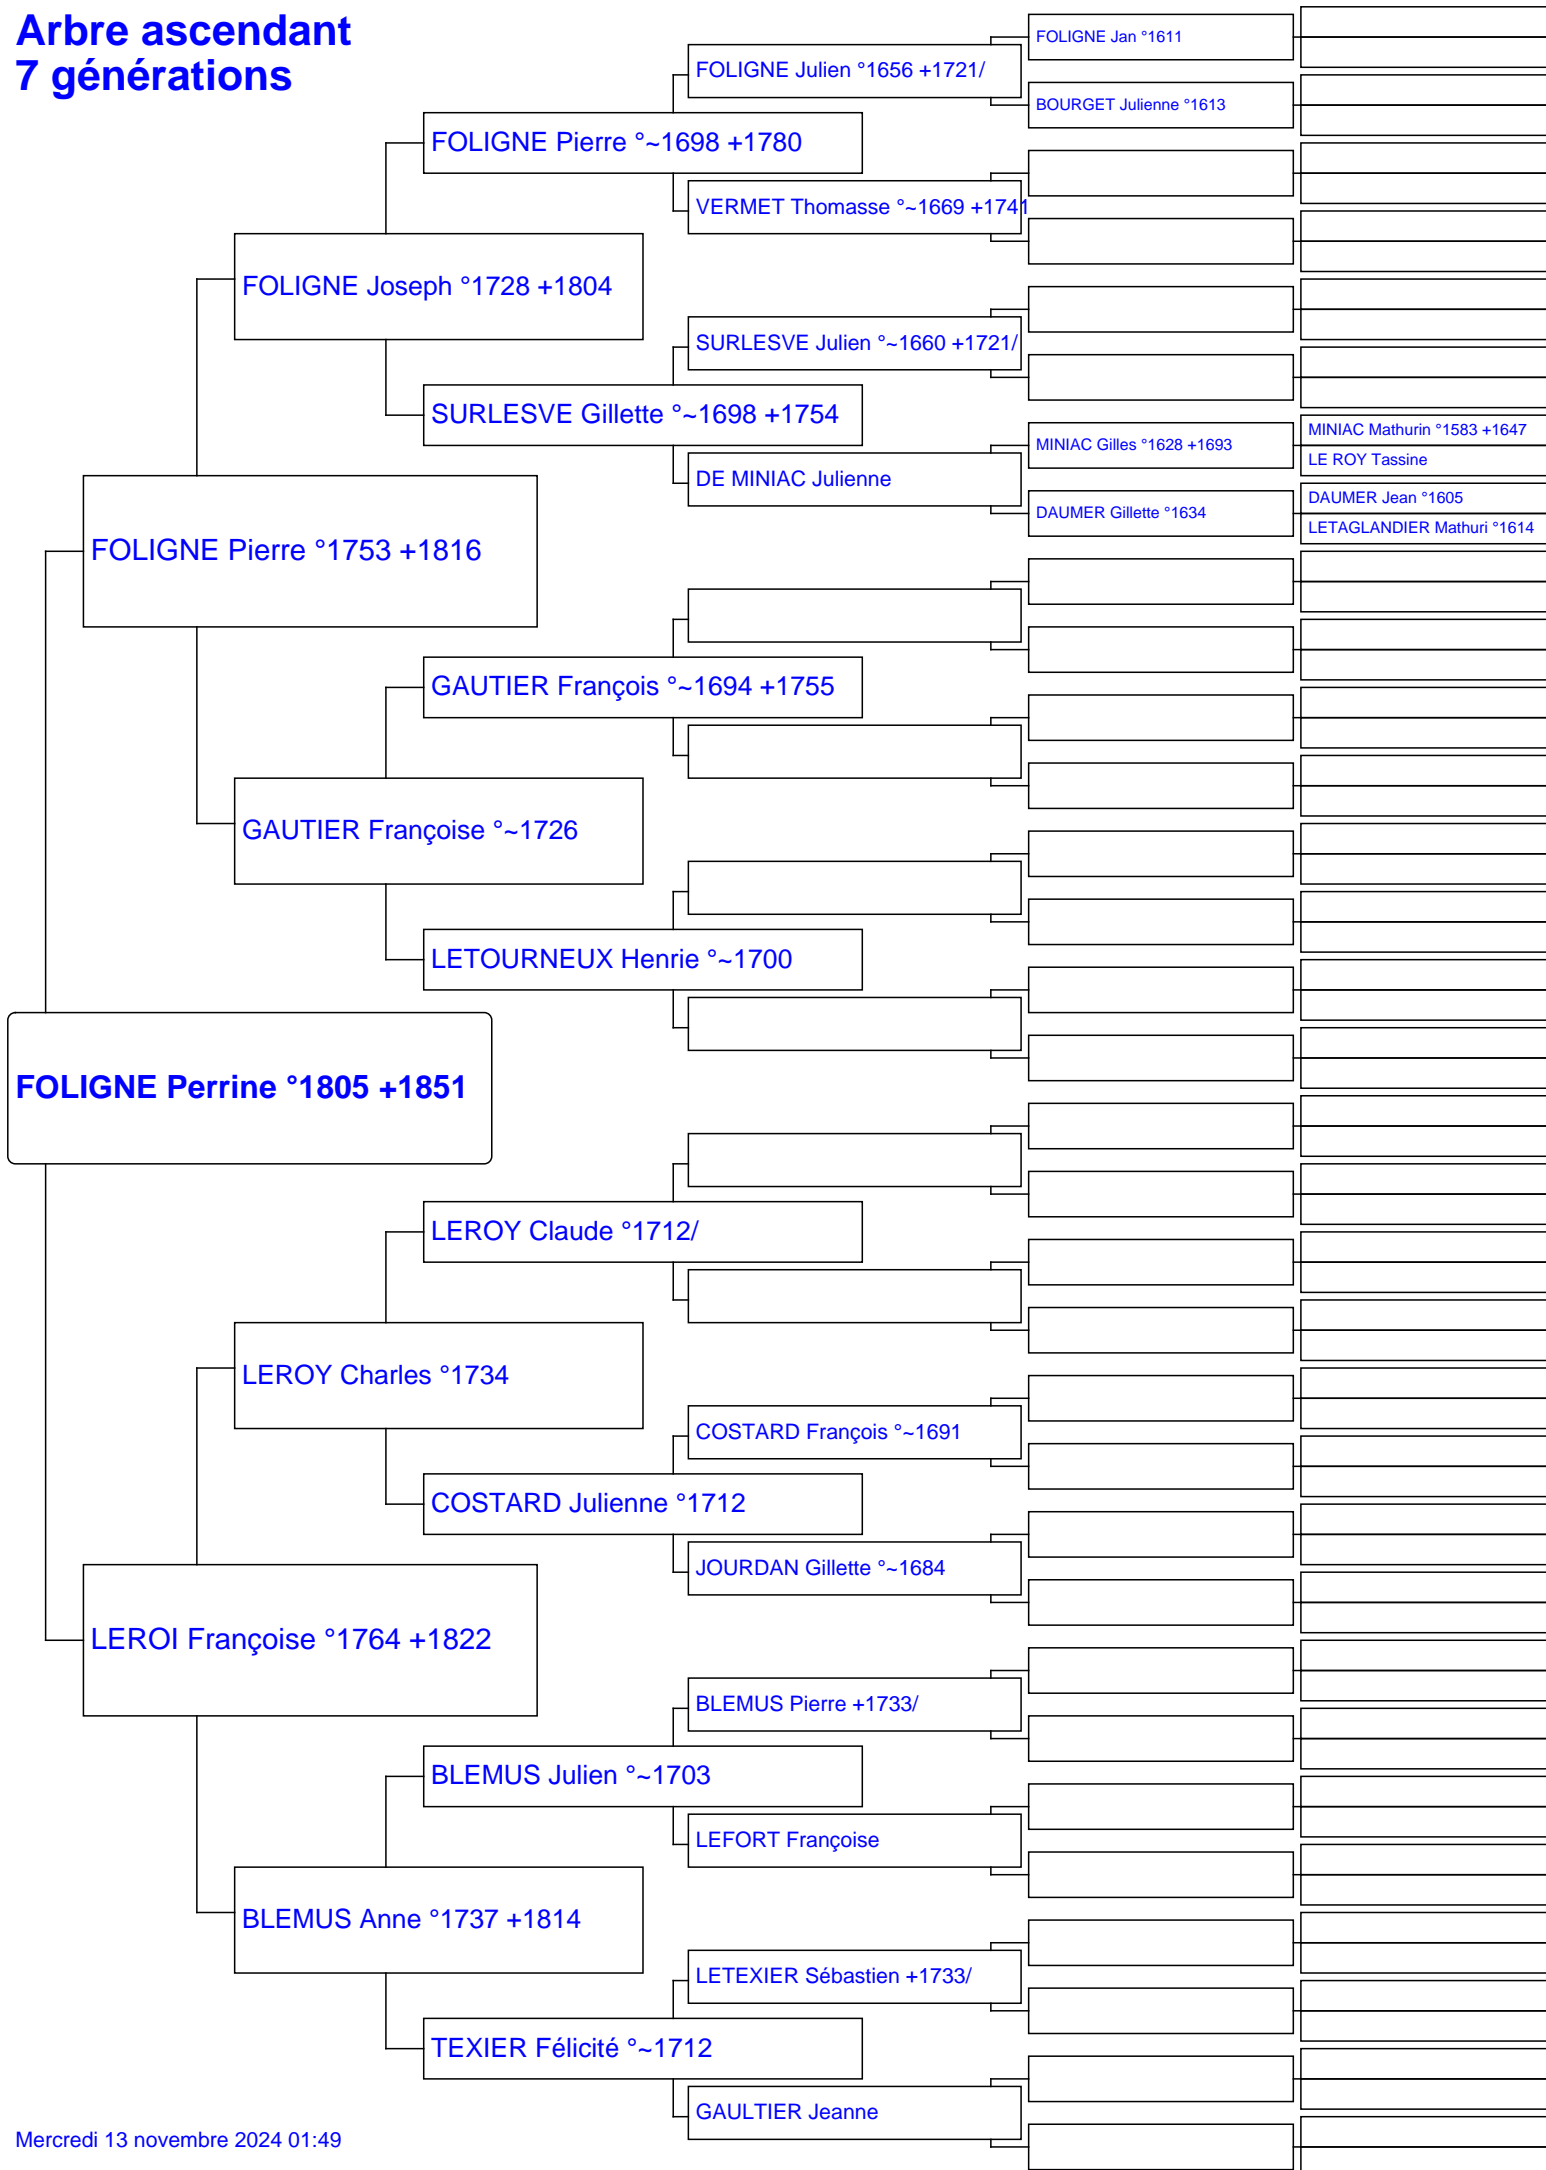 Arbre ascendant
7 générations
FOLIGNE Jan °1611
FOLIGNE Julien °1656 +1721/
BOURGET Julienne °1613
FOLIGNE Pierre °~1698 +1780
VERMET Thomasse °~1669 +1741
FOLIGNE Joseph °1728 +1804
SURLESVE Julien °~1660 +1721/
SURLESVE Gillette °~1698 +1754
MINIAC Mathurin °1583 +1647
MINIAC Gilles °1628 +1693
LE ROY Tassine
DE MINIAC Julienne
DAUMER Jean °1605
DAUMER Gillette °1634
LETAGLANDIER Mathuri °1614
FOLIGNE Pierre °1753 +1816
GAUTIER François °~1694 +1755
GAUTIER Françoise °~1726
LETOURNEUX Henrie °~1700
FOLIGNE Perrine °1805 +1851
LEROY Claude °1712/
LEROY Charles °1734
COSTARD François °~1691
COSTARD Julienne °1712
JOURDAN Gillette °~1684
LEROI Françoise °1764 +1822
BLEMUS Pierre +1733/
BLEMUS Julien °~1703
LEFORT Françoise
BLEMUS Anne °1737 +1814
LETEXIER Sébastien +1733/
TEXIER Félicité °~1712
GAULTIER Jeanne
Mercredi 13 novembre 2024 01:49